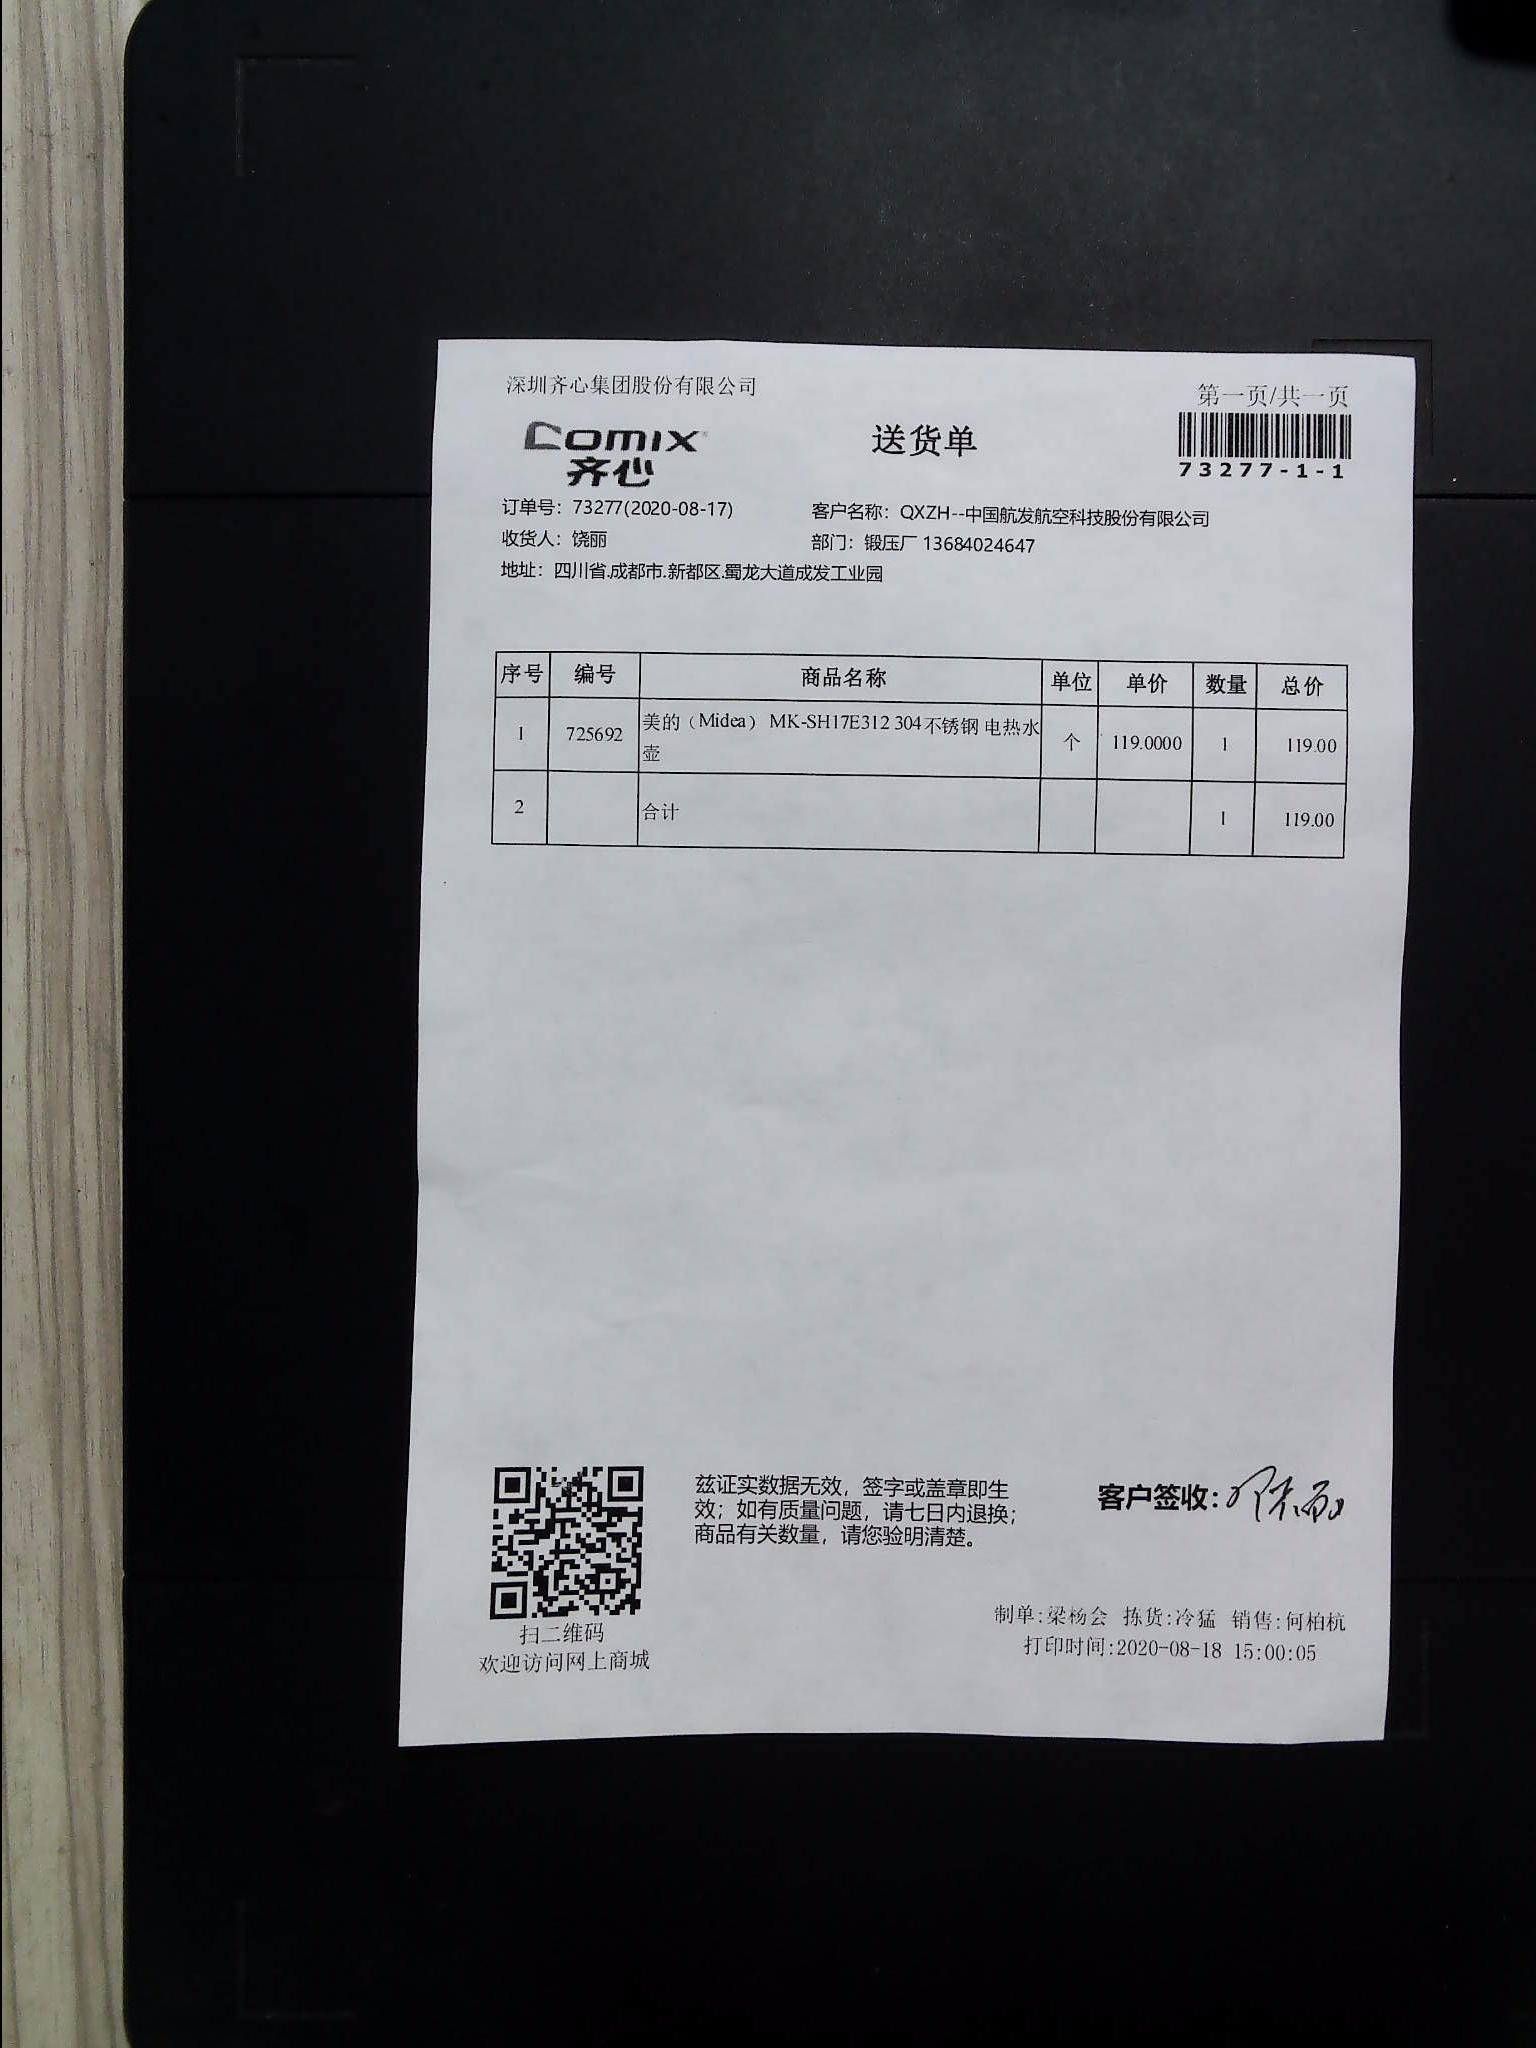 深圳齐心集团股份有限公司
第一页/共一页
COMIX
齐心
送货单
73277-1-1
订单号：73277(2020-08-17)
客户名称：QXZH--中国航发航空科技股份有限公司
收货人：饶丽
部门：锻压厂 13684024647
地址：四川省.成都市.新都区.蜀龙大道成发工业园
序号 编号 商品名称 单位 单价 数量 总价
1 725692 美的（Midea） MK-SH17E312 304不锈钢 电热水壶 个 119.0000 1 119.00
2 合计 1 119.00
兹证实数据无效，签字或盖章即生
效；如有质量问题，请七日内退换；
商品有关数量，请您验明清楚。
客户签收：
扫二维码
欢迎访问网上商城
制单:梁杨会 拣货:冷猛 销售:何柏杭
打印时间:2020-08-18 15:00:05